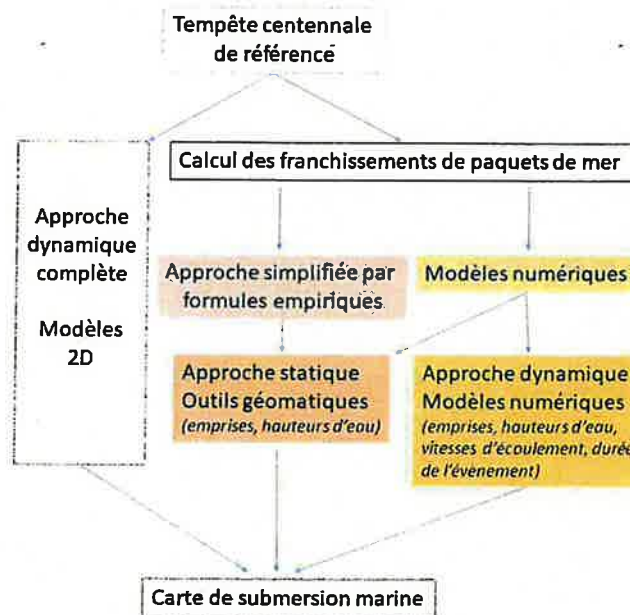 Tempête centennale
de référence
Calcul des franchissements de paquets de mer
Approche
dynamique
complète
Modèles
2D
Approche simplifiée par
formules empiriques
Modèles numériques
Approche statique
Outils géomatiques
(emprises, hauteurs d'eau)
Approche dynamique
Modèles numériques
(emprises, hauteurs d'eau,
vitesses d'écoulement, durée
de l'évènement)
Carte de submersion marine